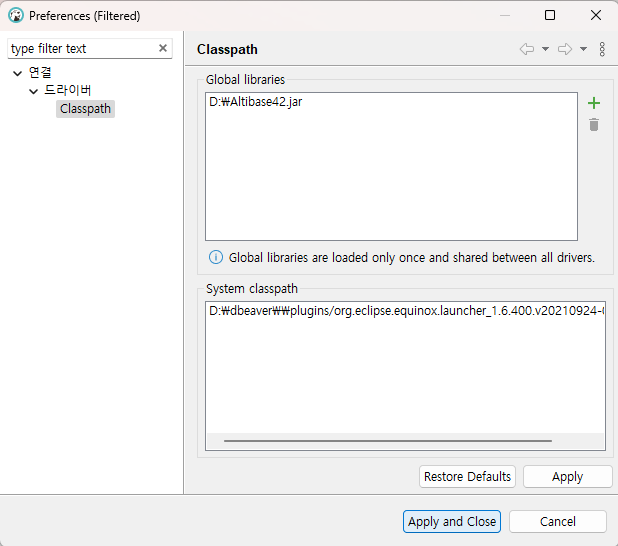 Preferences (Filtered)
type filter text
Classpath
연결
드라이버
Classpath
Global libraries
D:₩Altibase42.jar
Global libraries are loaded only once and shared between all drivers.
System classpath
D:₩dbeaver₩₩plugins/org.eclipse.equinox.launcher_1.6.400.v20210924-
Restore Defaults
Apply
Apply and Close
Cancel